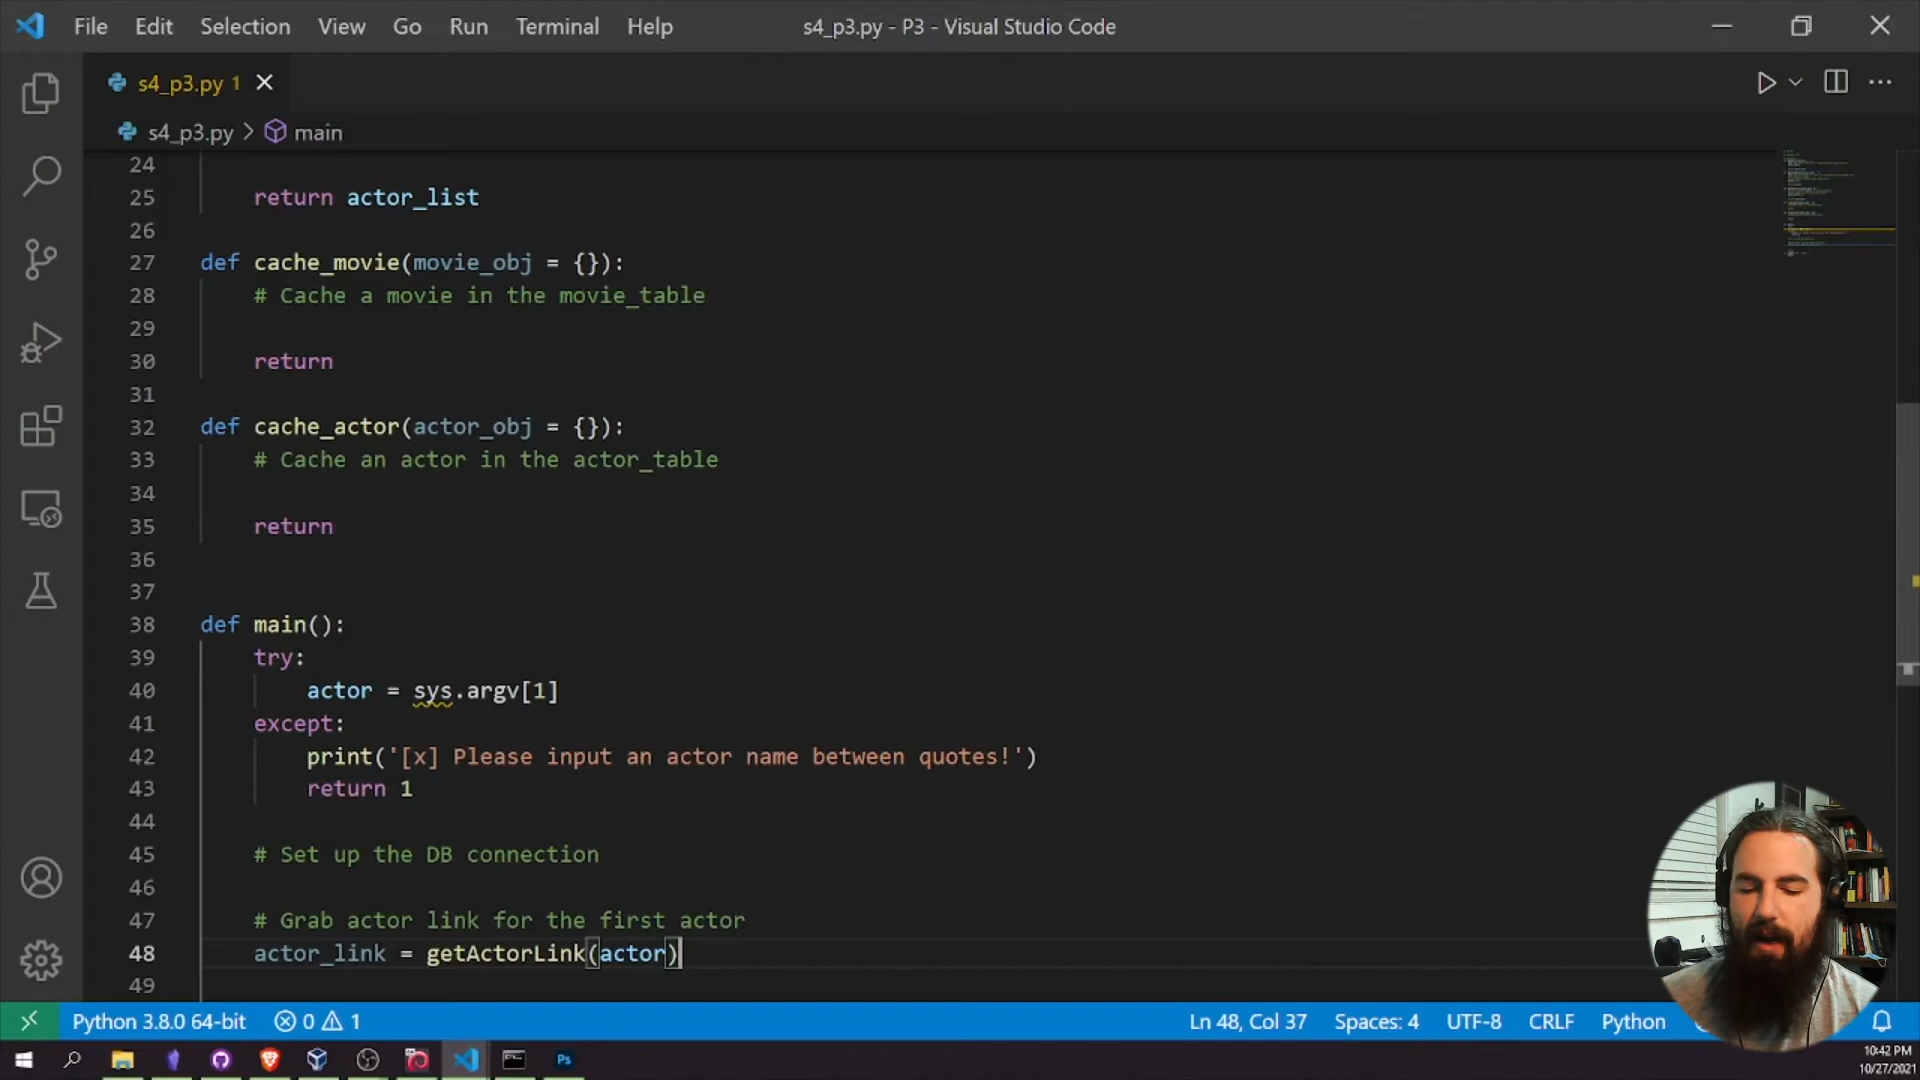 File Edit Selection View Go Run Terminal Help s4_p3.py - P3 - Visual Studio Code
s4_p3.py 1
s4_p3.py > main
24
25 return actor_list
26
27 def cache_movie(movie_obj = {}):
28 # Cache a movie in the movie_table
29
30 return
31
32 def cache_actor(actor_obj = {}):
33 # Cache an actor in the actor_table
34
35 return
36
37
38 def main():
39 try:
40 actor = sys.argv[1]
41 except:
42 print('[x] Please input an actor name between quotes!')
43 return 1
44
45 # Set up the DB connection
46
47 # Grab actor link for the first actor
48 actor_link = getActorLink(actor)
49
Python 3.8.0 64-bit 0 1 Ln 48, Col 37 Spaces: 4 UTF-8 CRLF Python
Ps
10:42 PM
10/27/2021